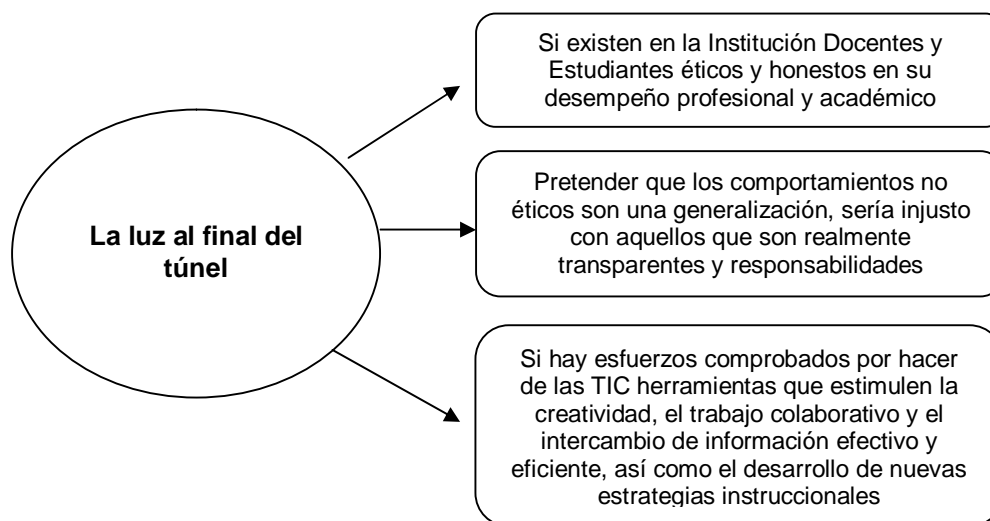 La luz al final del
túnel
Si existen en la Institución Docentes y
Estudiantes éticos y honestos en su
desempeño profesional y académico
Pretender que los comportamientos no
éticos son una generalización, sería injusto
con aquellos que son realmente
transparentes y responsabilidades
Si hay esfuerzos comprobados por hacer
de las TIC herramientas que estimulen la
creatividad, el trabajo colaborativo y el
intercambio de información efectivo y
eficiente, así como el desarrollo de nuevas
estrategias instruccionales